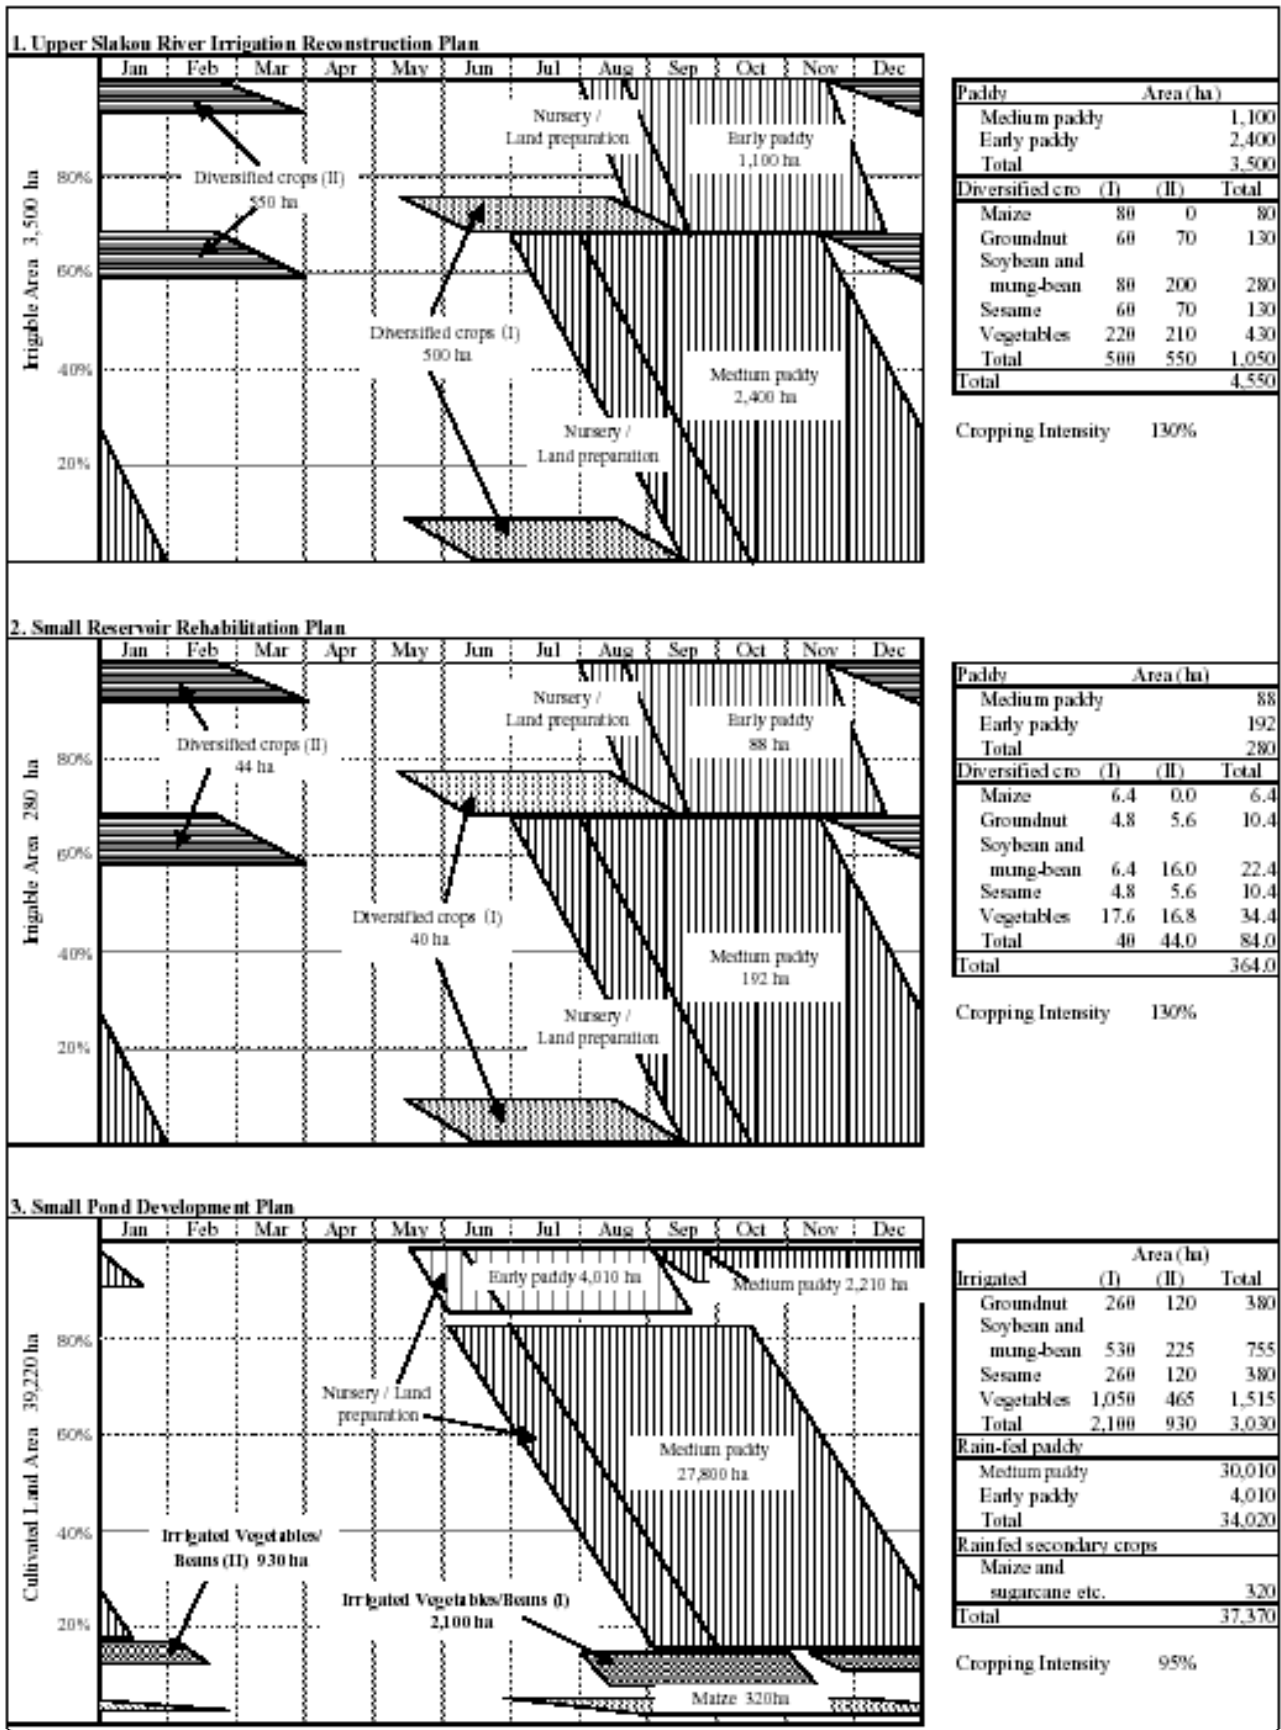 1. Upper Slakou River Irrigation Reconstruction Plan
Jan Feb Mar Apr May Jun Jul Aug Sep Oct Nov Dec
Irrigable Area 3,500 ha
80%
60%
40%
20%
Nursery /
Land preparation
Early paddy
1,100 ha
Diversified crops (II)
550 ha
Diversified crops (I)
500 ha
Medium paddy
2,400 ha
Nursery /
Land preparation
Paddy Area (ha)
Medium paddy 1,100
Early paddy 2,400
Total 3,500
Diversified cro (I) (II) Total
Maize 80 0 80
Groundnut 60 70 130
Soybean and
mung-bean 80 200 280
Sesame 60 70 130
Vegetables 220 210 430
Total 500 550 1,050
Total 4,550
Cropping Intensity 130%
2. Small Reservoir Rehabilitation Plan
Jan Feb Mar Apr May Jun Jul Aug Sep Oct Nov Dec
Irrigable Area 280 ha
80%
60%
40%
20%
Nursery /
Land preparation
Early paddy
88 ha
Diversified crops (II)
44 ha
Diversified crops (I)
40 ha
Medium paddy
192 ha
Nursery /
Land preparation
Paddy Area (ha)
Medium paddy 88
Early paddy 192
Total 280
Diversified cro (I) (II) Total
Maize 6.4 0.0 6.4
Groundnut 4.8 5.6 10.4
Soybean and
mung-bean 6.4 16.0 22.4
Sesame 4.8 5.6 10.4
Vegetables 17.6 16.8 34.4
Total 40 44.0 84.0
Total 364.0
Cropping Intensity 130%
3. Small Pond Development Plan
Jan Feb Mar Apr May Jun Jul Aug Sep Oct Nov Dec
Cultivated Land Area 39,220 ha
80%
60%
40%
20%
Early paddy 4,010 ha
Medium paddy 2,210 ha
Nursery / Land
preparation
Medium paddy
27,800 ha
Irrigated Vegetables/
Beans (II) 930 ha
Irrigated Vegetables/Beans (I)
2,100 ha
Maize 320ha
Area (ha)
Irrigated (I) (II) Total
Groundnut 260 120 380
Soybean and
mung-bean 530 225 755
Sesame 260 120 380
Vegetables 1,050 465 1,515
Total 2,100 930 3,030
Rain-fed paddy
Medium paddy 30,010
Early paddy 4,010
Total 34,020
Rainfed secondary crops
Maize and
sugarcane etc. 320
Total 37,370
Cropping Intensity 95%